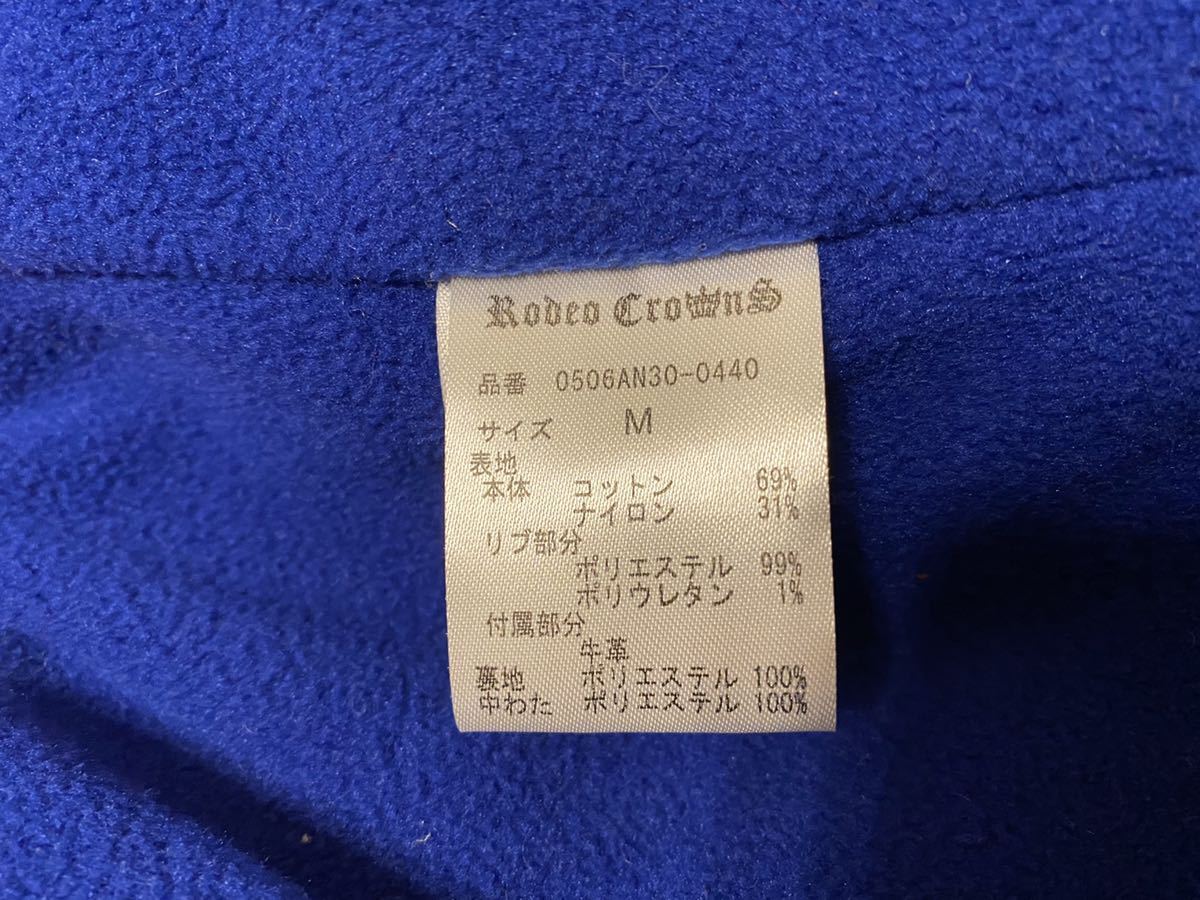 Rodeo CrownS
品番 0506AN30-0440
サイズ M
表地
本体 コットン 69%
ナイロン 31%
リブ部分
ポリエステル 99%
ポリウレタン 1%
付属部分
牛革
裏地 ポリエステル 100%
中わた ポリエステル 100%